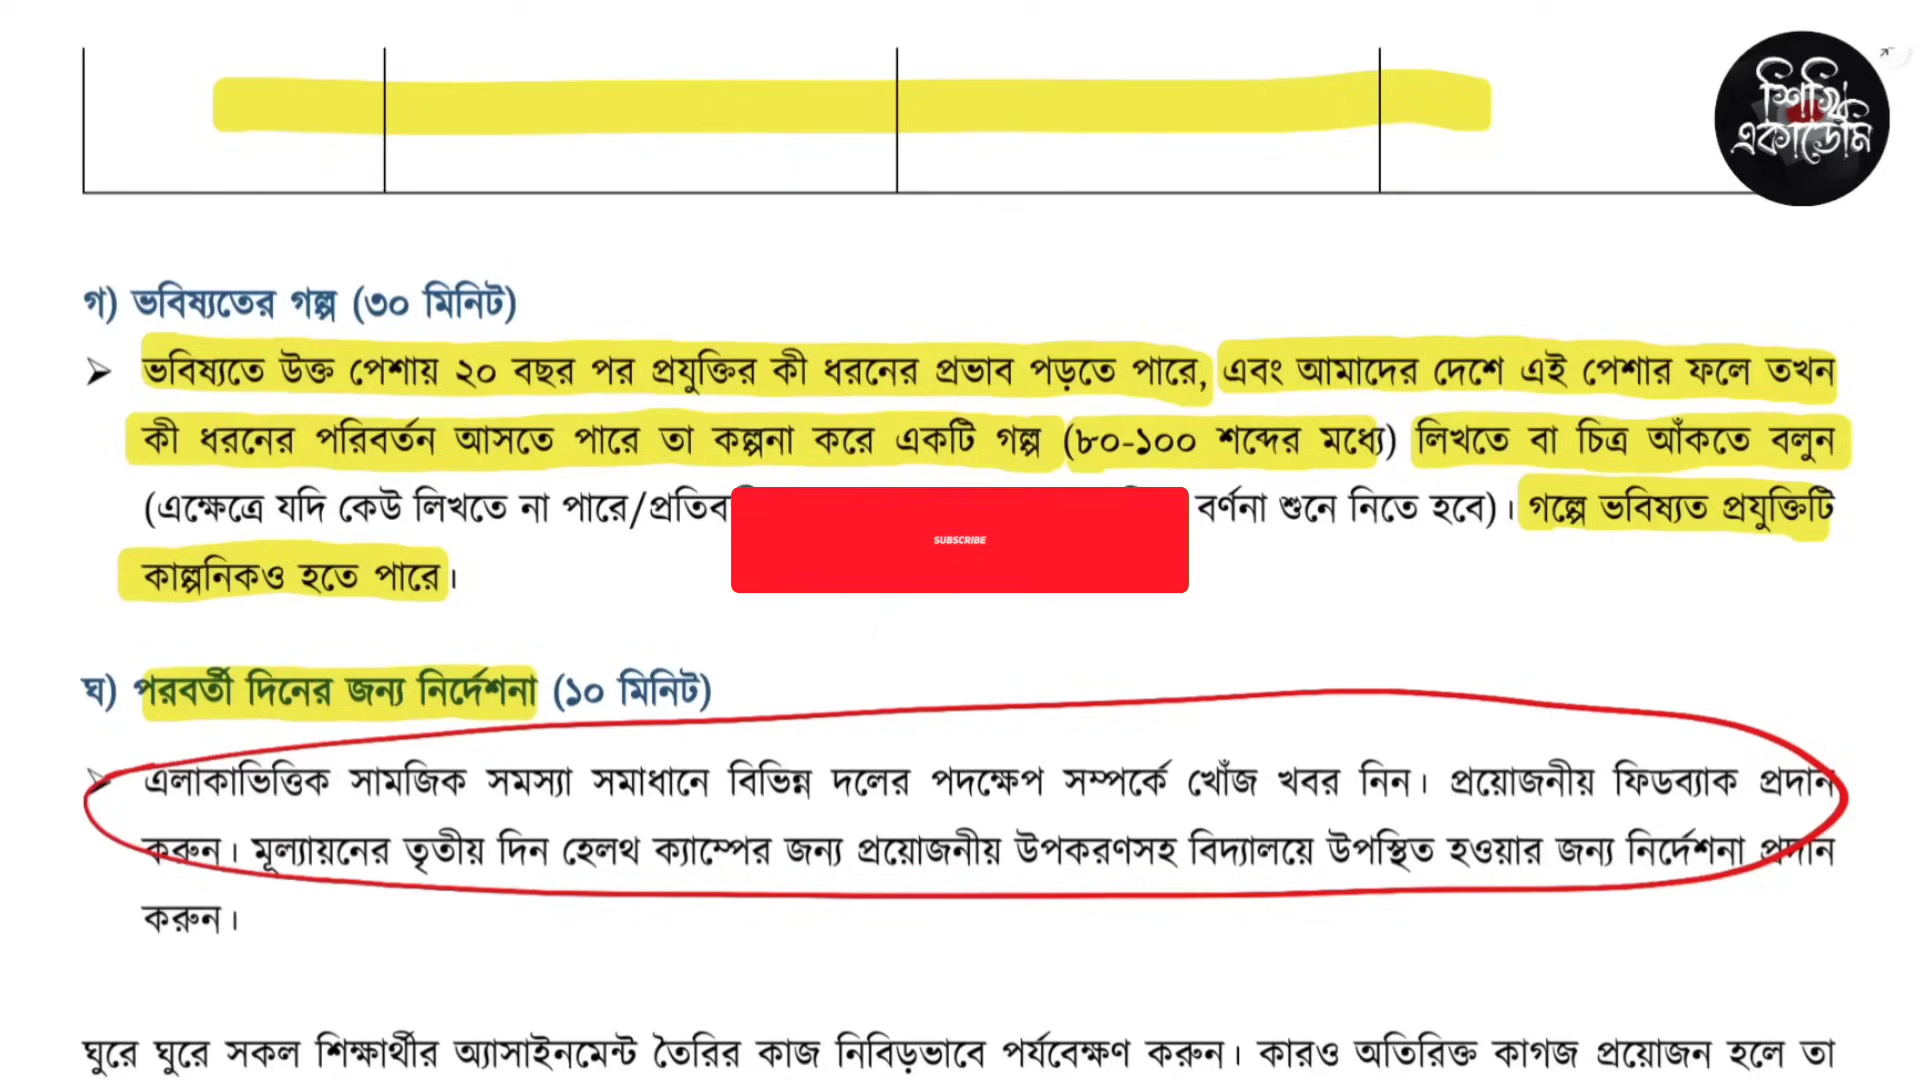 শিখি
একাডেমি
গ) ভবিষ্যতের গল্প (৩০ মিনিট)
➢ ভবিষ্যতে উক্ত পেশায় ২০ বছর পর প্রযুক্তির কী ধরনের প্রভাব পড়তে পারে, এবং আমাদের দেশে এই পেশার ফলে তখন
কী ধরনের পরিবর্তন আসতে পারে তা কল্পনা করে একটি গল্প (৮০-১০০ শব্দের মধ্যে) লিখতে বা চিত্র আঁকতে বলুন
(এক্ষেত্রে যদি কেউ লিখতে না পারে/ বর্ণনা শুনে নিতে হবে)। গল্পে ভবিষ্যত প্রযুক্তিটি
SUBSCRIBE
কাল্পনিকও হতে পারে।
ঘ) পরবর্তী দিনের জন্য নির্দেশনা (১০ মিনিট)
➢ এলাকাভিত্তিক সামজিক সমস্যা সমাধানে বিভিন্ন দলের পদক্ষেপ সম্পর্কে খোঁজ খবর নিন। প্রয়োজনীয় ফিডব্যাক প্রদান
করুন। মূল্যায়নের তৃতীয় দিন হেলথ ক্যাম্পের জন্য প্রয়োজনীয় উপকরণসহ বিদ্যালয়ে উপস্থিত হওয়ার জন্য নির্দেশনা প্রদান
করুন।
ঘুরে ঘুরে সকল শিক্ষার্থীর অ্যাসাইনমেন্ট তৈরির কাজ নিবিড়ভাবে পর্যবেক্ষণ করুন। কারও অতিরিক্ত কাগজ প্রয়োজন হলে তা